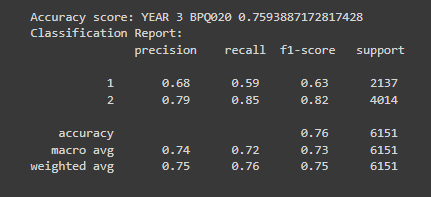 Accuracy score: YEAR 3 BPQ020 0.7593887172817428
Classification Report:
precision recall f1-score support
1 0.68 0.59 0.63 2137
2 0.79 0.85 0.82 4014
accuracy 0.76 6151
macro avg 0.74 0.72 0.73 6151
weighted avg 0.75 0.76 0.75 6151